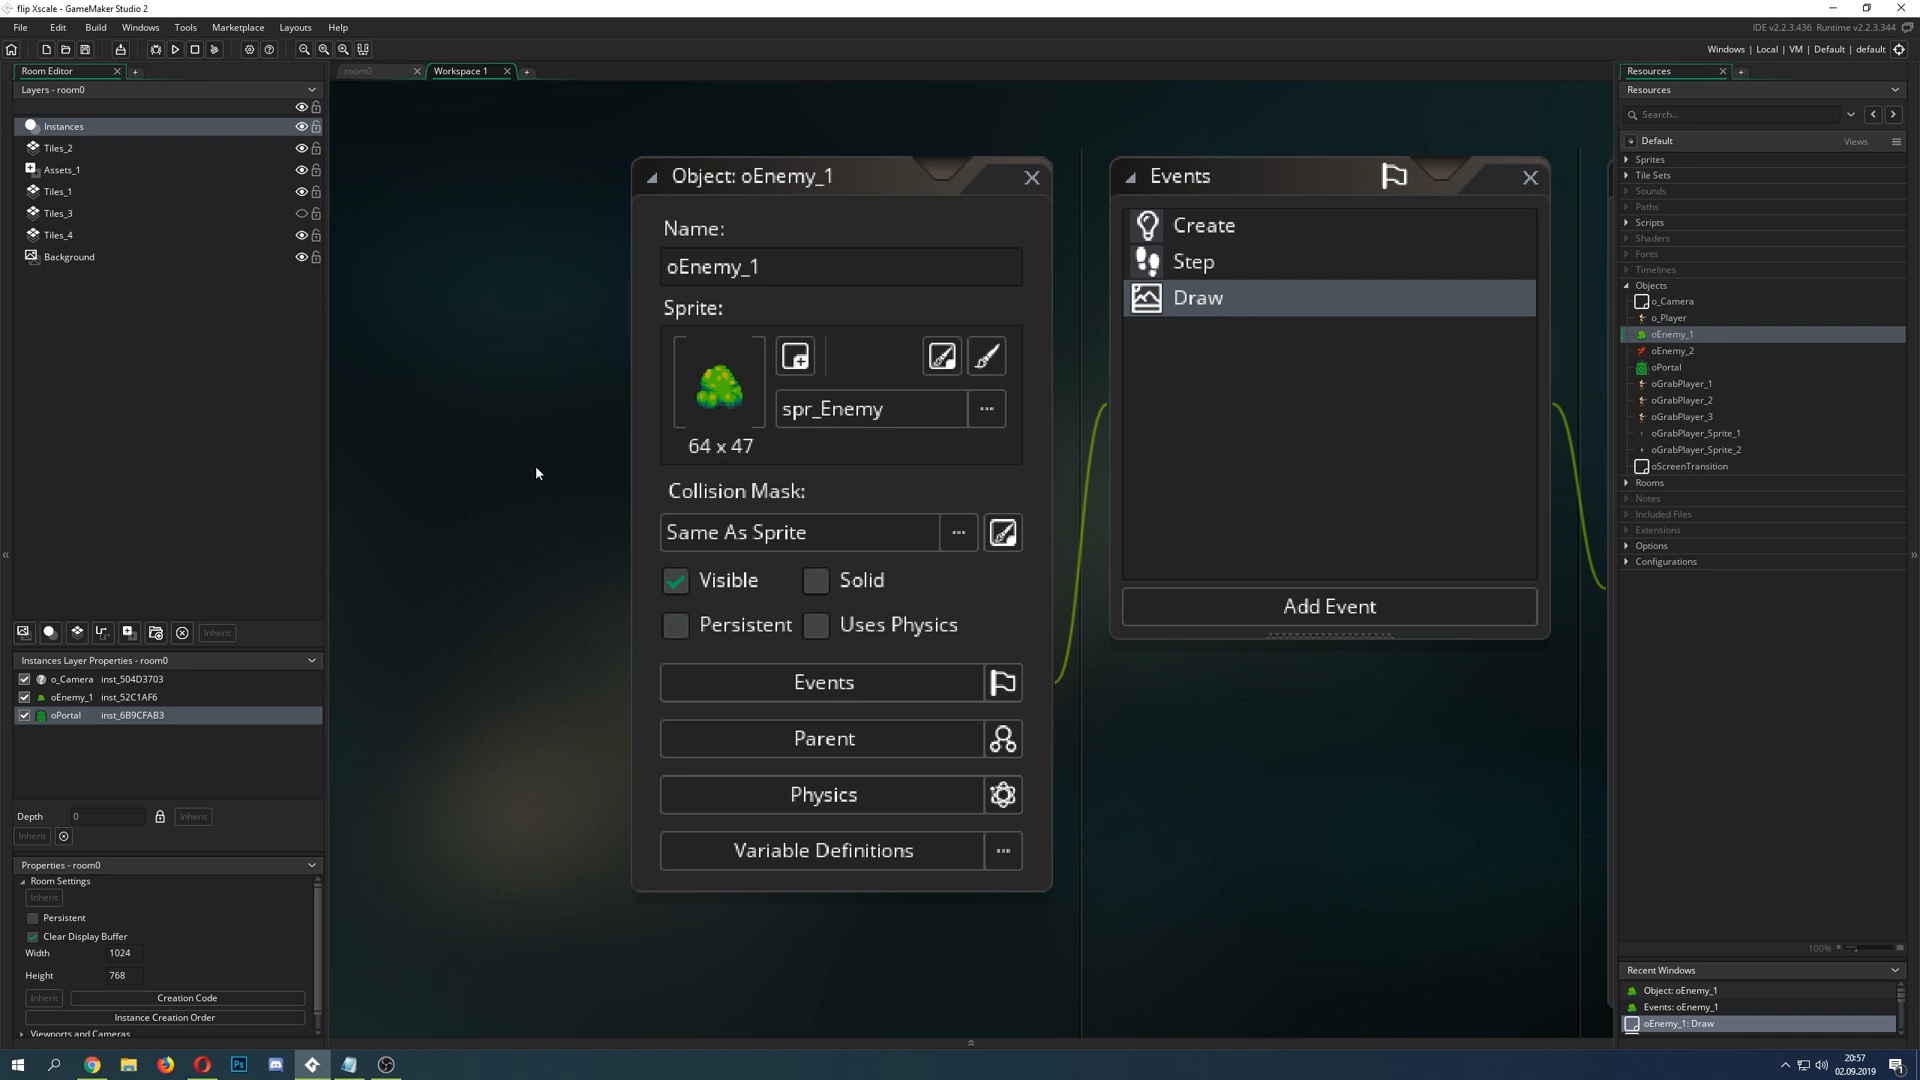 flip Xscale - GameMaker Studio 2
File Edit Build Windows Tools Marketplace Layouts Help
IDE v2.2.3.436 Runtime v2.2.3.344
Windows | Local | VM | Default | default
Room Editor
Layers - room0
Instances
Tiles_2
Assets_1
Tiles_1
Tiles_3
Tiles_4
Background
Inherit
Instances Layer Properties - room0
o_Camera inst_504D3703
oEnemy_1 inst_52C1AF6
oPortal inst_6B9CFAB3
Depth 0 Inherit
Inherit
Properties - room0
Room Settings
Inherit
Persistent
Clear Display Buffer
Width 1024
Height 768
Inherit Creation Code
Instance Creation Order
Viewports and Cameras
room0 Workspace 1
Object: oEnemy_1
Name:
oEnemy_1
Sprite:
spr_Enemy
64 x 47
Collision Mask:
Same As Sprite
Visible Solid
Persistent Uses Physics
Events
Parent
Physics
Variable Definitions
Events
Create
Step
Draw
Add Event
Resources
Resources
Search...
Default Views
Sprites
Tile Sets
Sounds
Paths
Scripts
Shaders
Fonts
Timelines
Objects
o_Camera
o_Player
oEnemy_1
oEnemy_2
oPortal
oGrabPlayer_1
oGrabPlayer_2
oGrabPlayer_3
oGrabPlayer_Sprite_1
oGrabPlayer_Sprite_2
oScreenTransition
Rooms
Notes
Included Files
Extensions
Options
Configurations
100%
Recent Windows
Object: oEnemy_1
Events: oEnemy_1
oEnemy_1: Draw
Ps
20:57
02.09.2019